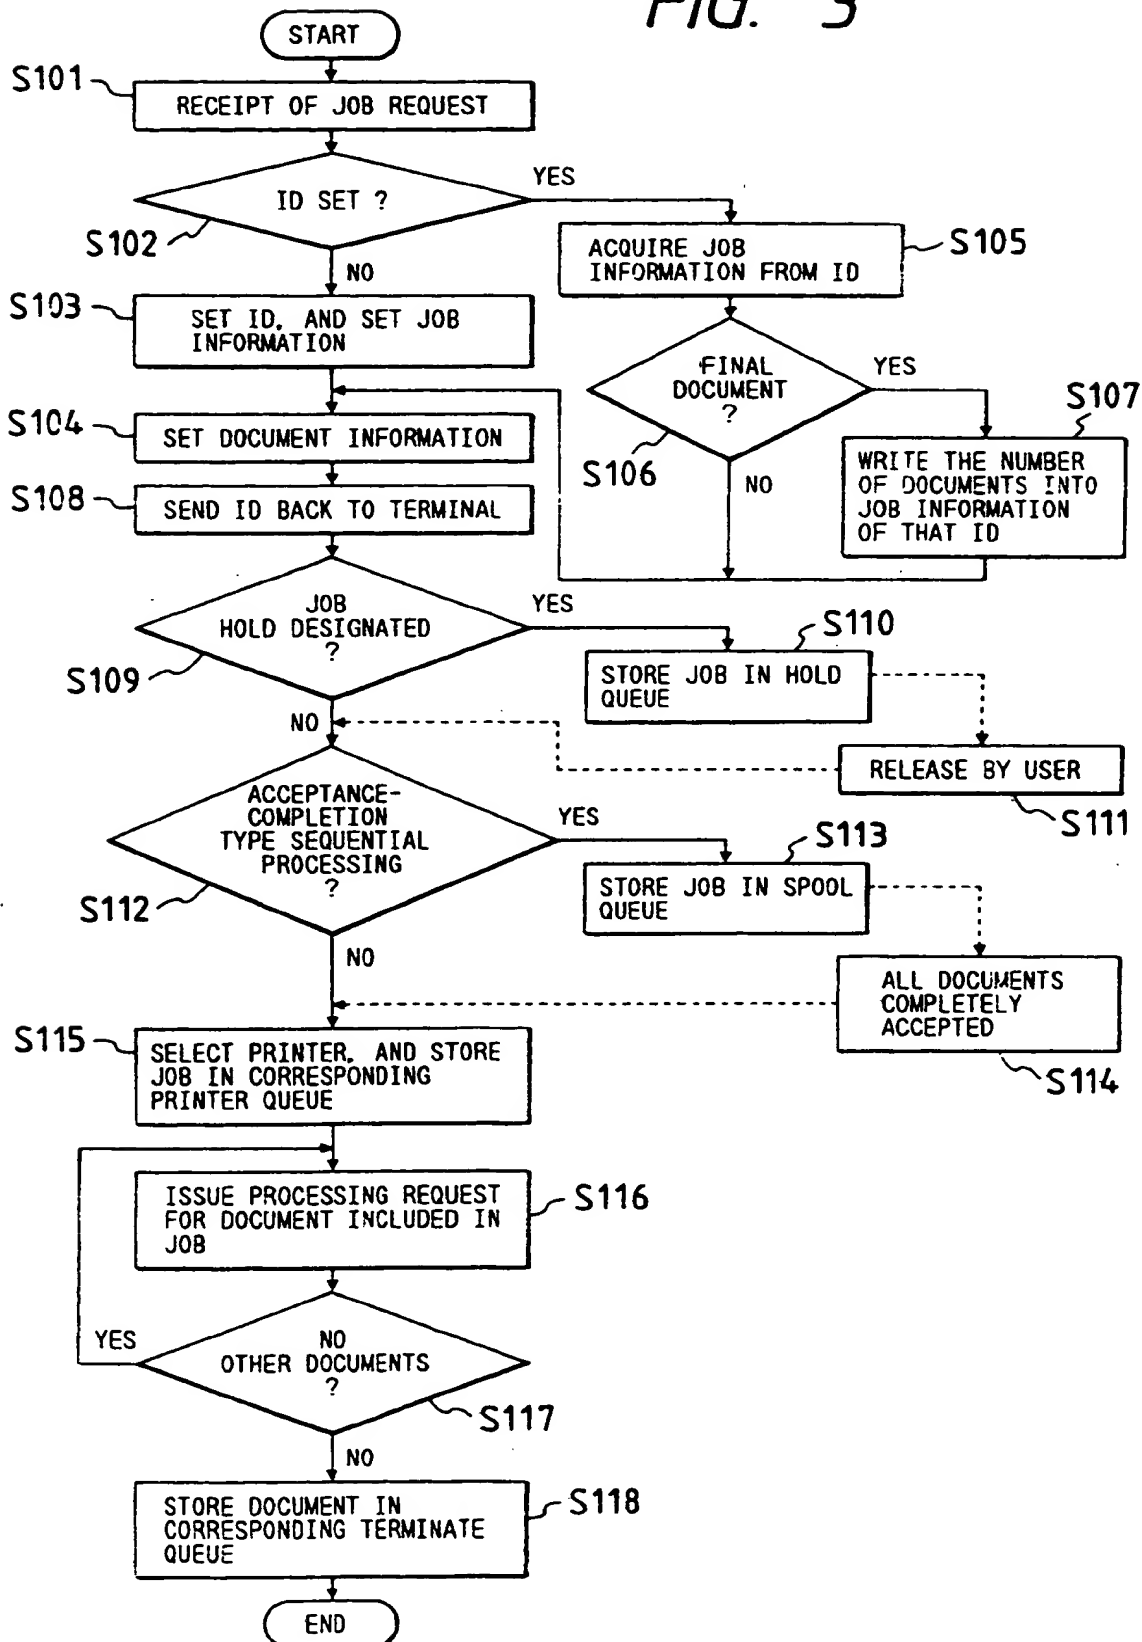 FIG. 3
START
S101
RECEIPT OF JOB REQUEST
ID SET ?
YES
S102
NO
ACQUIRE JOB
INFORMATION FROM ID
S105
S103
SET ID, AND SET JOB
INFORMATION
FINAL
DOCUMENT
?
YES
S106
NO
S107
WRITE THE NUMBER
OF DOCUMENTS INTO
JOB INFORMATION
OF THAT ID
S104
SET DOCUMENT INFORMATION
S108
SEND ID BACK TO TERMINAL
JOB
HOLD DESIGNATED
?
YES
S109
NO
S110
STORE JOB IN HOLD
QUEUE
RELEASE BY USER
S111
ACCEPTANCE-
COMPLETION
TYPE SEQUENTIAL
PROCESSING
?
YES
S112
NO
S113
STORE JOB IN SPOOL
QUEUE
ALL DOCUMENTS
COMPLETELY
ACCEPTED
S114
S115
SELECT PRINTER, AND STORE
JOB IN CORRESPONDING
PRINTER QUEUE
ISSUE PROCESSING REQUEST
FOR DOCUMENT INCLUDED IN
JOB
S116
YES
NO
OTHER DOCUMENTS
?
S117
NO
STORE DOCUMENT IN
CORRESPONDING TERMINATE
QUEUE
S118
END